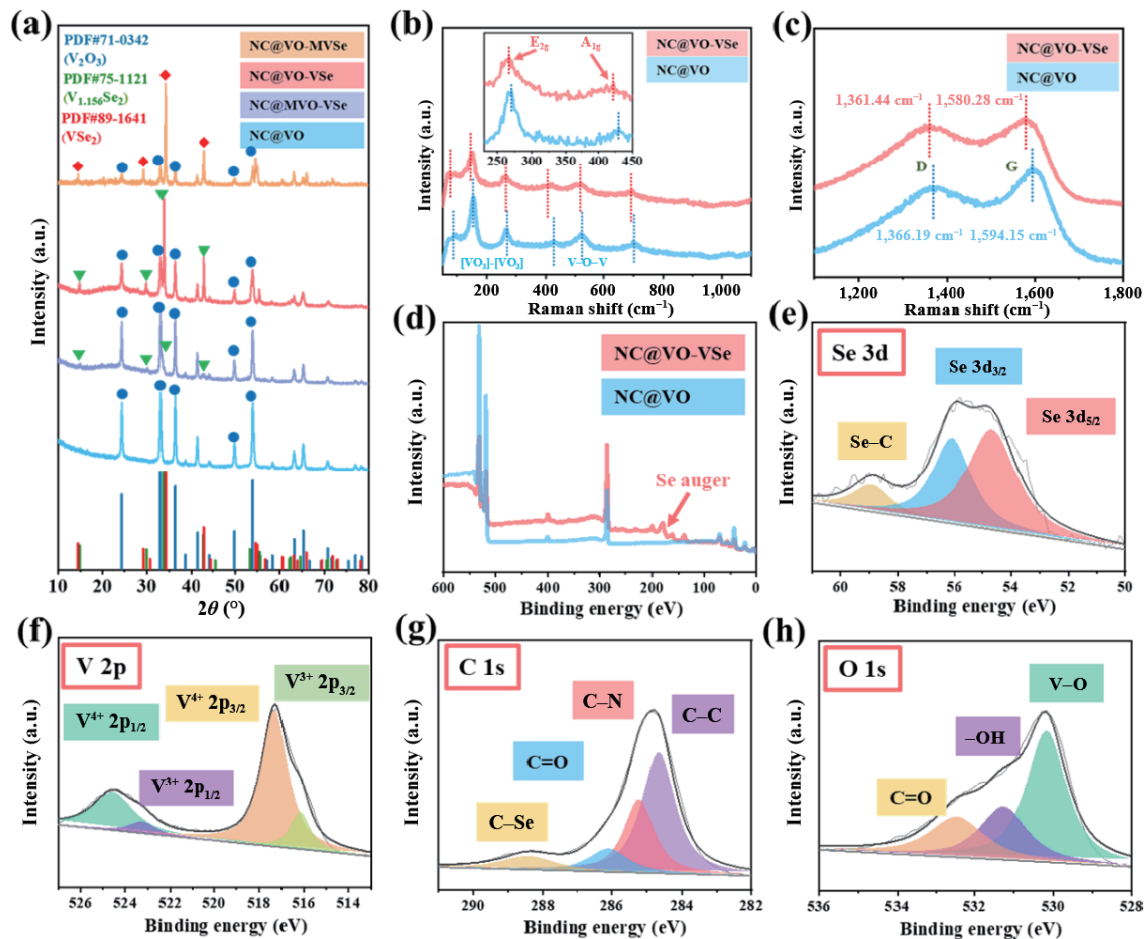 (a)
PDF#71-0342
(V₂O₃)
PDF#75-1121
(V₁.₁₅₆Se₂)
PDF#89-1641
(VSe₂)
NC@VO-MVSe
NC@VO-VSe
NC@MVO-VSe
NC@VO
Intensity (a.u.)
10 20 30 40 50 60 70 80
2θ (°)
(b)
E₂g
A₁g
250 300 350 400 450
NC@VO-VSe
NC@VO
[VO₅]-[VO₂]
V–O–V
Intensity (a.u.)
100 300 500 700 900 1,100
Raman shift (cm⁻¹)
(c)
NC@VO-VSe
NC@VO
1,361.44 cm⁻¹ 1,580.28 cm⁻¹
D G
1,366.19 cm⁻¹ 1,594.15 cm⁻¹
Intensity (a.u.)
1,200 1,400 1,600 1,800
Raman shift (cm⁻¹)
(d)
NC@VO-VSe
NC@VO
Se auger
Intensity (a.u.)
600 500 400 300 200 100 0
Binding energy (eV)
(e)
Se 3d
Se 3d₃/₂
Se 3d₅/₂
Se–C
Intensity (a.u.)
60 58 56 54 52 50
Binding energy (eV)
(f)
V 2p
V⁴⁺ 2p₁/₂
V³⁺ 2p₁/₂
V⁴⁺ 2p₃/₂
V³⁺ 2p₃/₂
Intensity (a.u.)
526 524 522 520 518 516 514
Binding energy (eV)
(g)
C 1s
C–N
C–C
C=O
C–Se
Intensity (a.u.)
290 288 286 284 282
Binding energy (eV)
(h)
O 1s
V–O
–OH
C=O
Intensity (a.u.)
536 534 532 530 528
Binding energy (eV)